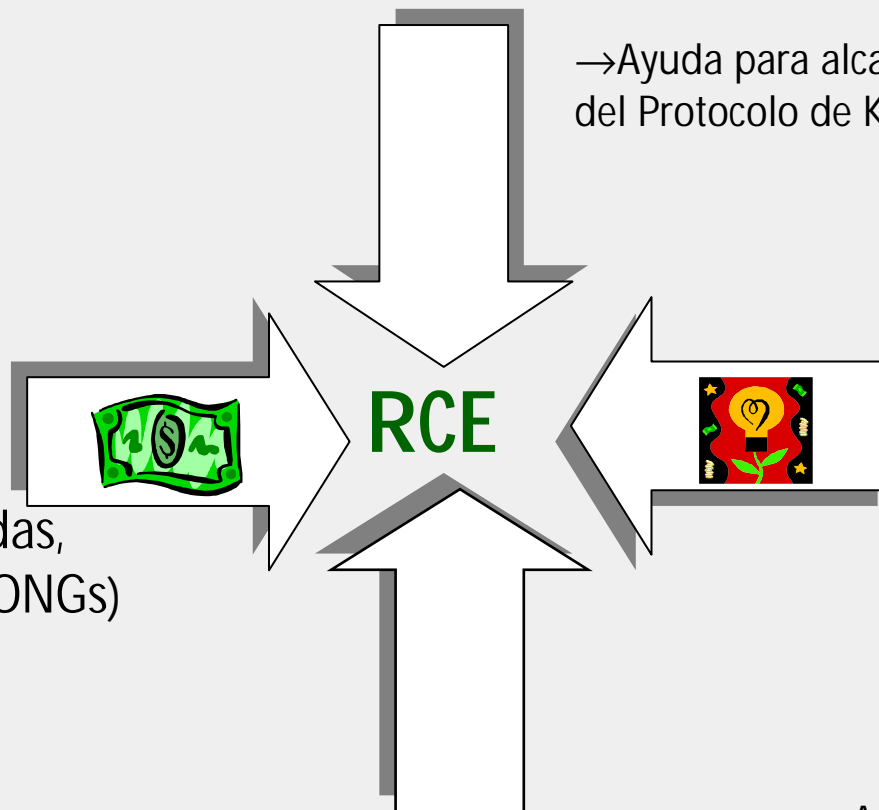 →Ayuda para alca
del Protocolo de K
RCE
das,
ONGs)